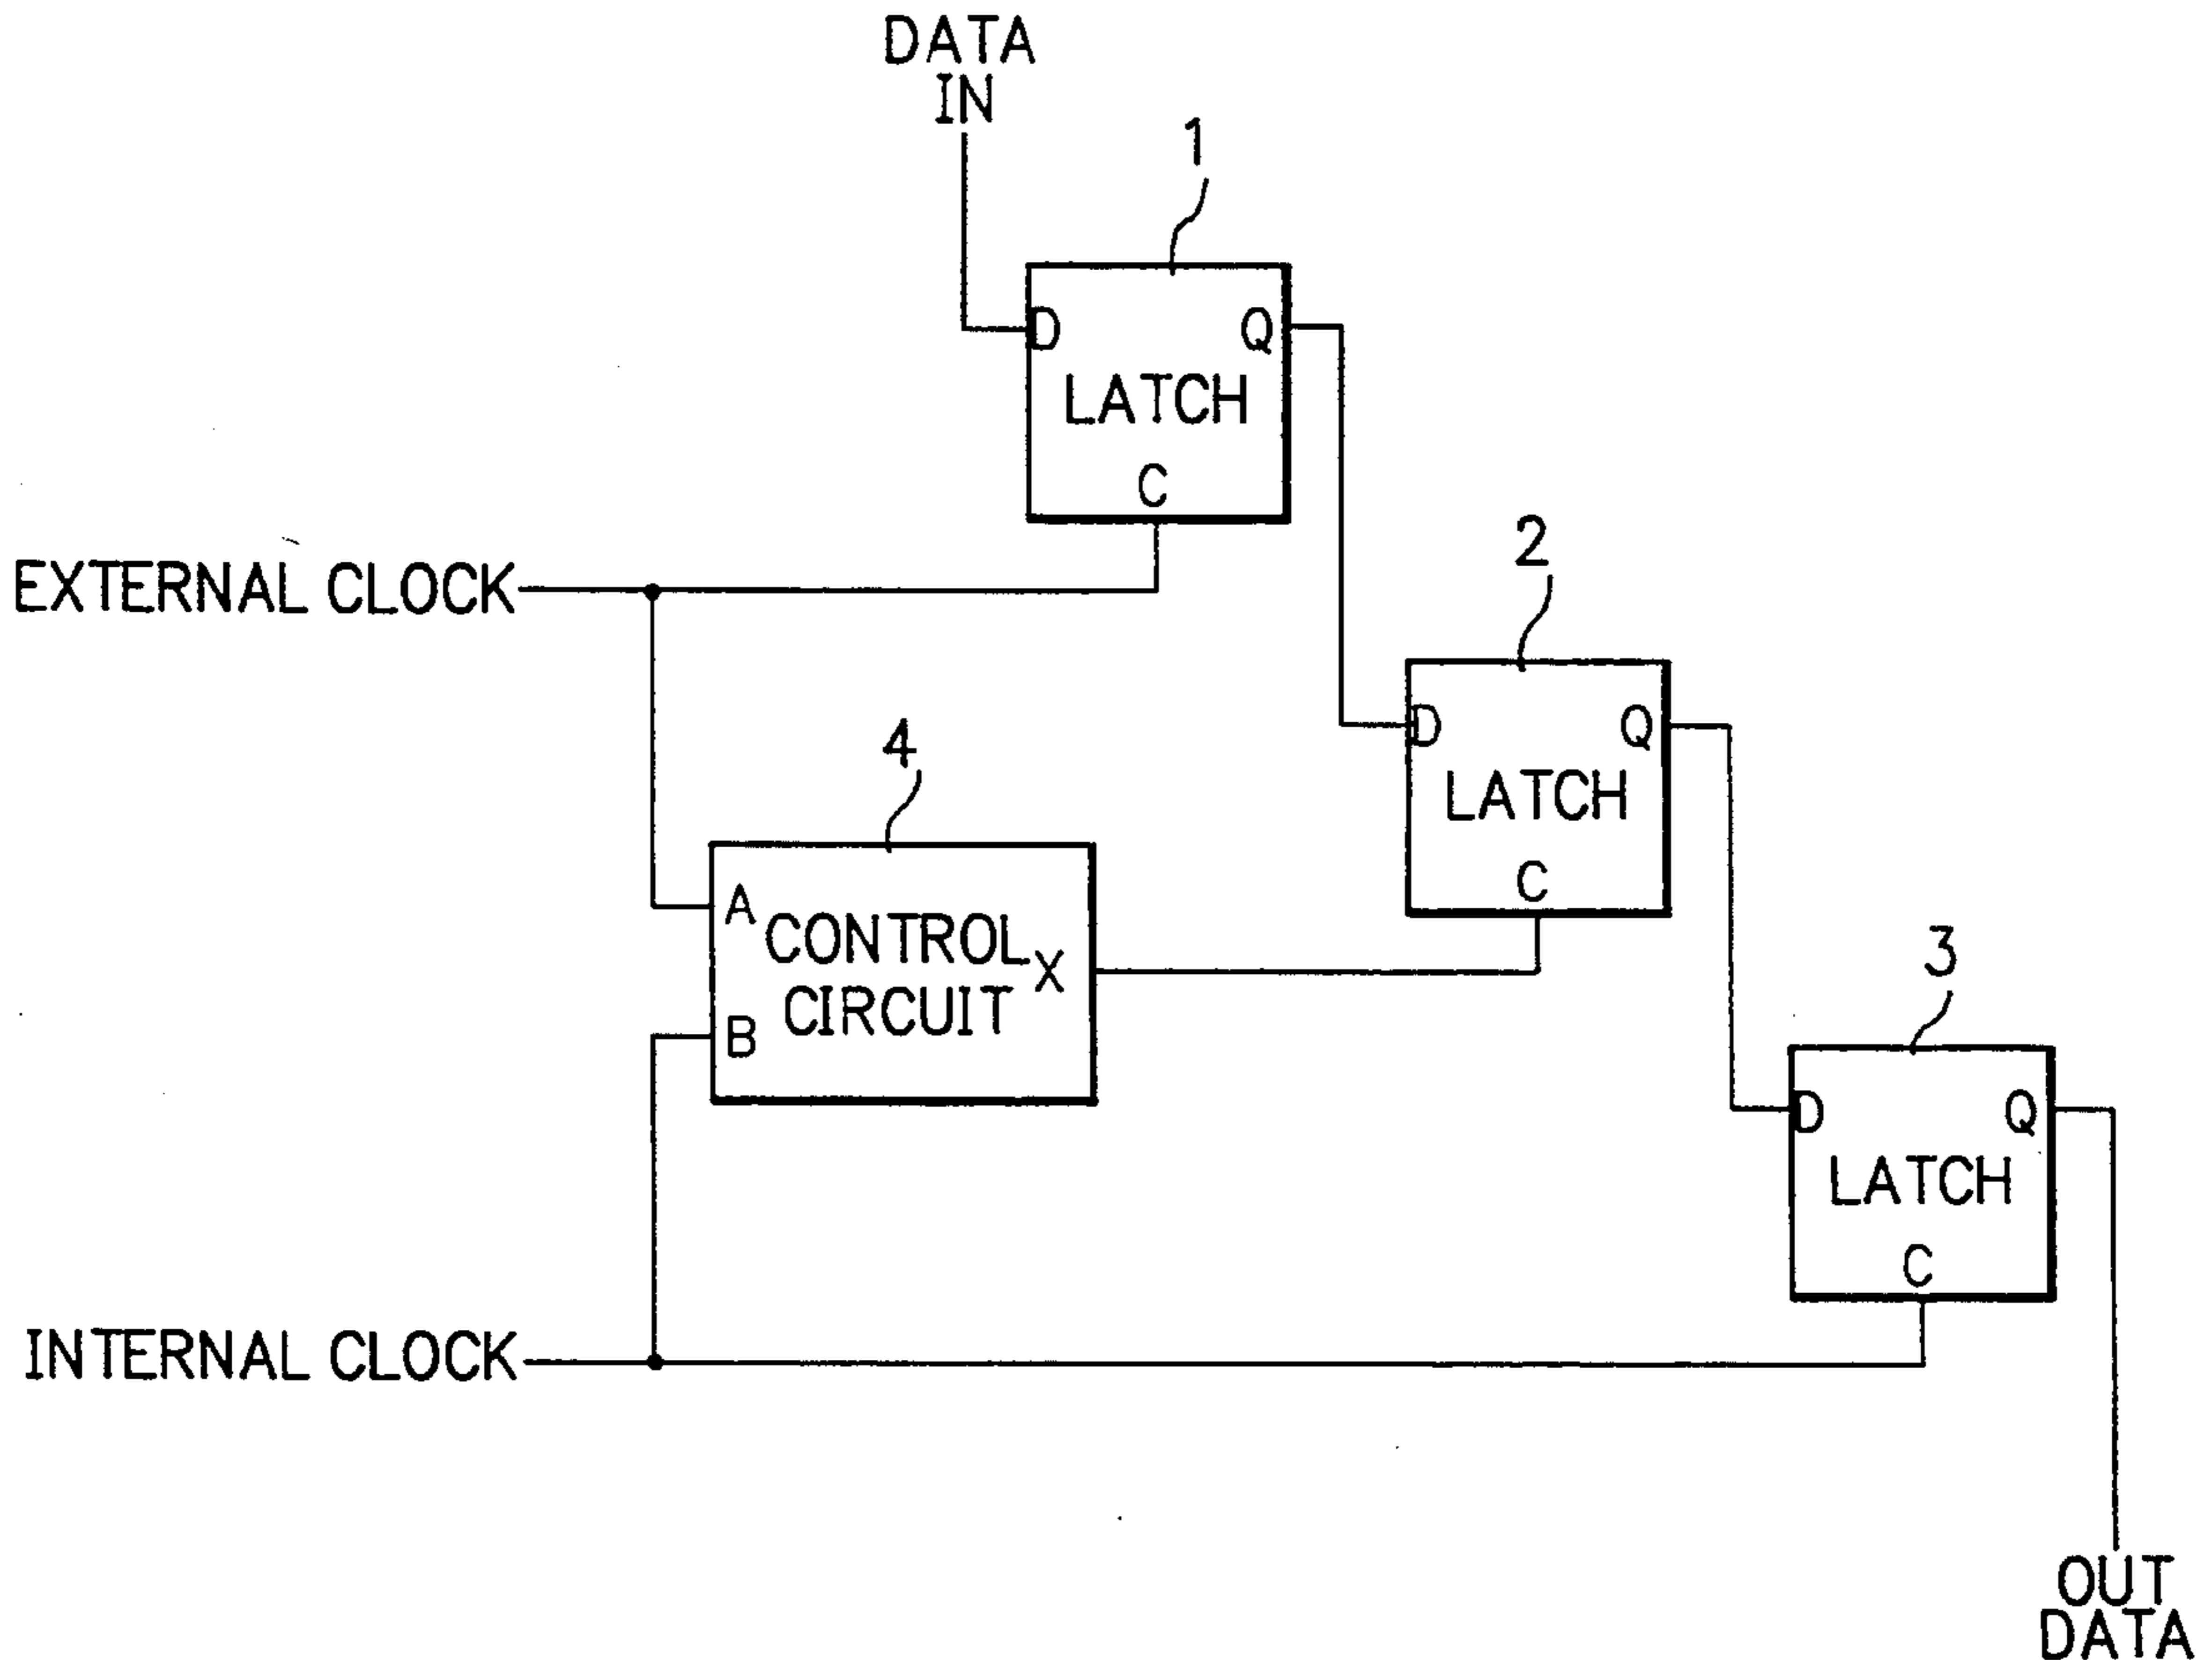 DATA
IN
1
D
Q
LATCH
C
EXTERNAL CLOCK
2
D
Q
LATCH
C
4
A
CONTROL
X
CIRCUIT
B
3
D
Q
LATCH
C
INTERNAL CLOCK
OUT
DATA